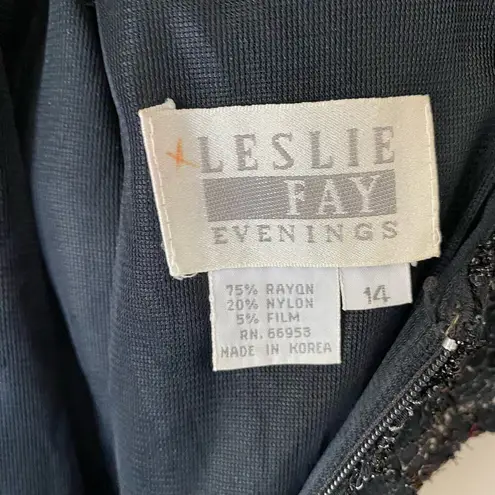 LESLIE
FAY
EVENINGS
75% RAYON
20% NYLON
5% FILM
RN. 66953
MADE IN KOREA
14